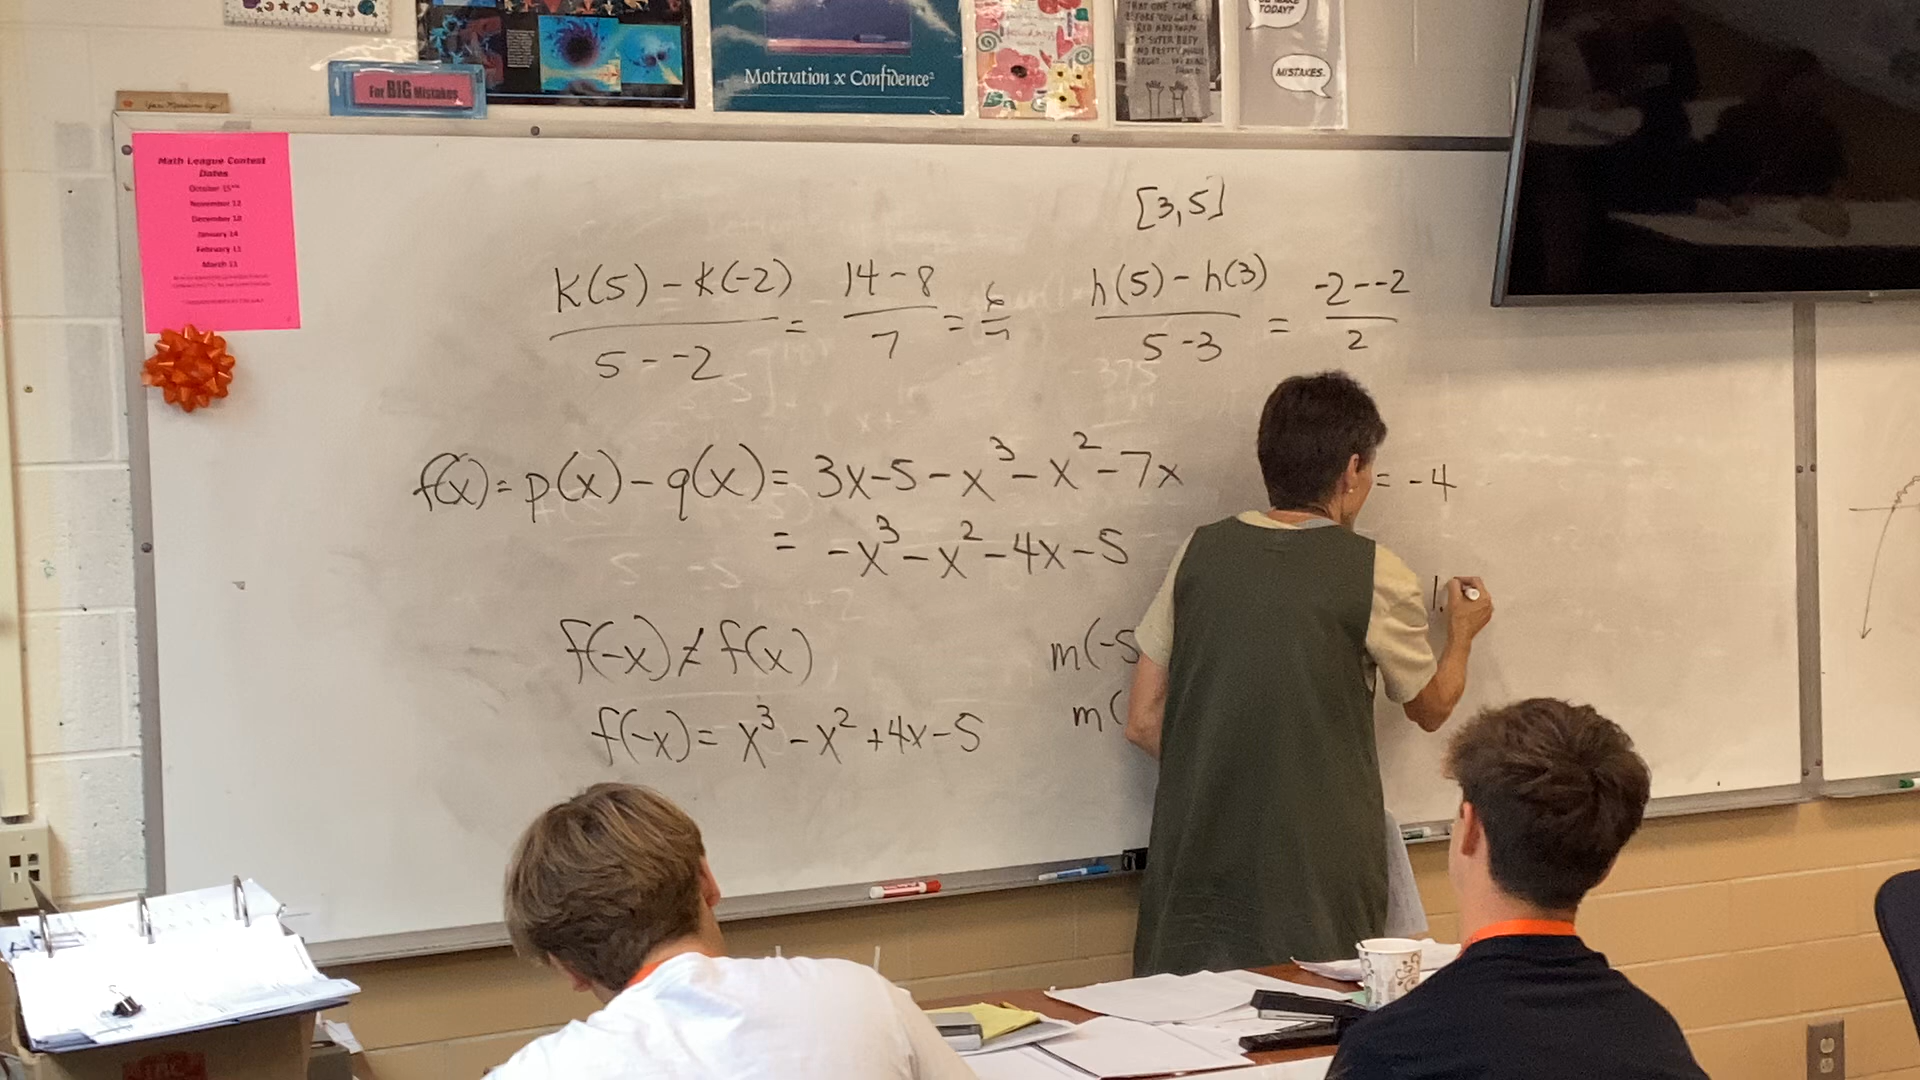 Motivation x Confidence²
For BIG Mistakes
MISTAKES.
Math League Contest
Dates
October 15
November 12
December 10
January 14
February 11
March 11
[3,5]
k(5) - k(-2) / 5 - -2 = 14 - 8 / 7 = 6/7
h(5) - h(3) / 5 - 3 = -2 - -2 / 2
f(x) = p(x) - q(x) = 3x - 5 - x³ - x² - 7x
= -4
= -x³ - x² - 4x - 5
1.
f(-x) ≠ f(x)
m(-5
f(-x) = x³ - x² + 4x - 5
m(